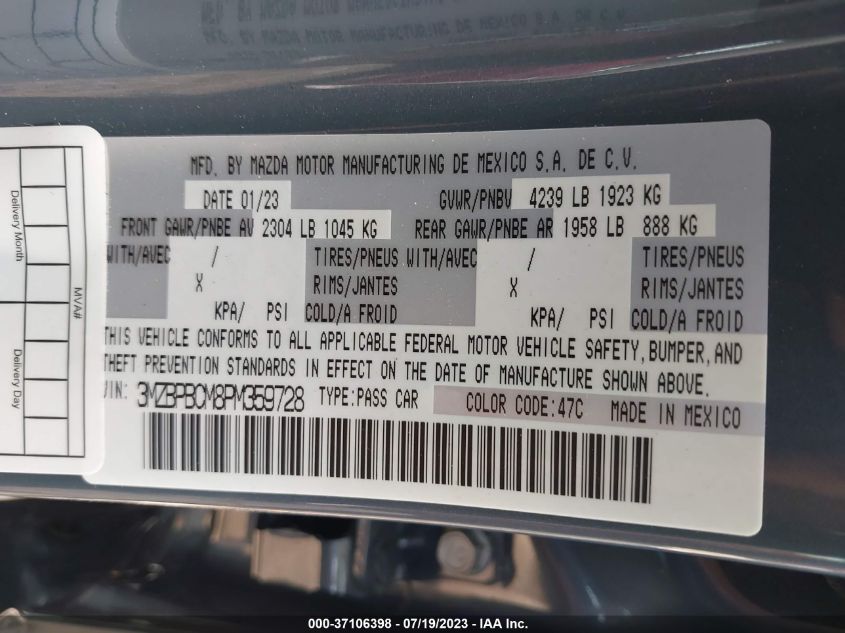 MFD. BY MAZDA MOTOR MANUFACTURING DE MEXICO S.A. DE C.V.
DATE 01/23 GVWR/PNBV 4239 LB 1923 KG
FRONT GAWR/PNBE AV 2304 LB 1045 KG REAR GAWR/PNBE AR 1958 LB 888 KG
WITH/AVEC / TIRES/PNEUS WITH/AVEC / TIRES/PNEUS
X RIMS/JANTES X RIMS/JANTES
KPA/ PSI COLD/A FROID KPA/ PSI COLD/A FROID
THIS VEHICLE CONFORMS TO ALL APPLICABLE FEDERAL MOTOR VEHICLE SAFETY, BUMPER, AND
THEFT PREVENTION STANDARDS IN EFFECT ON THE DATE OF MANUFACTURE SHOWN ABOVE.
VIN: 3MZBPBCM8PM359728 TYPE:PASS CAR COLOR CODE:47C MADE IN MEXICO
Delivery Month
MVA#
Delivery Day
000-37106398 - 07/19/2023 - IAA Inc.